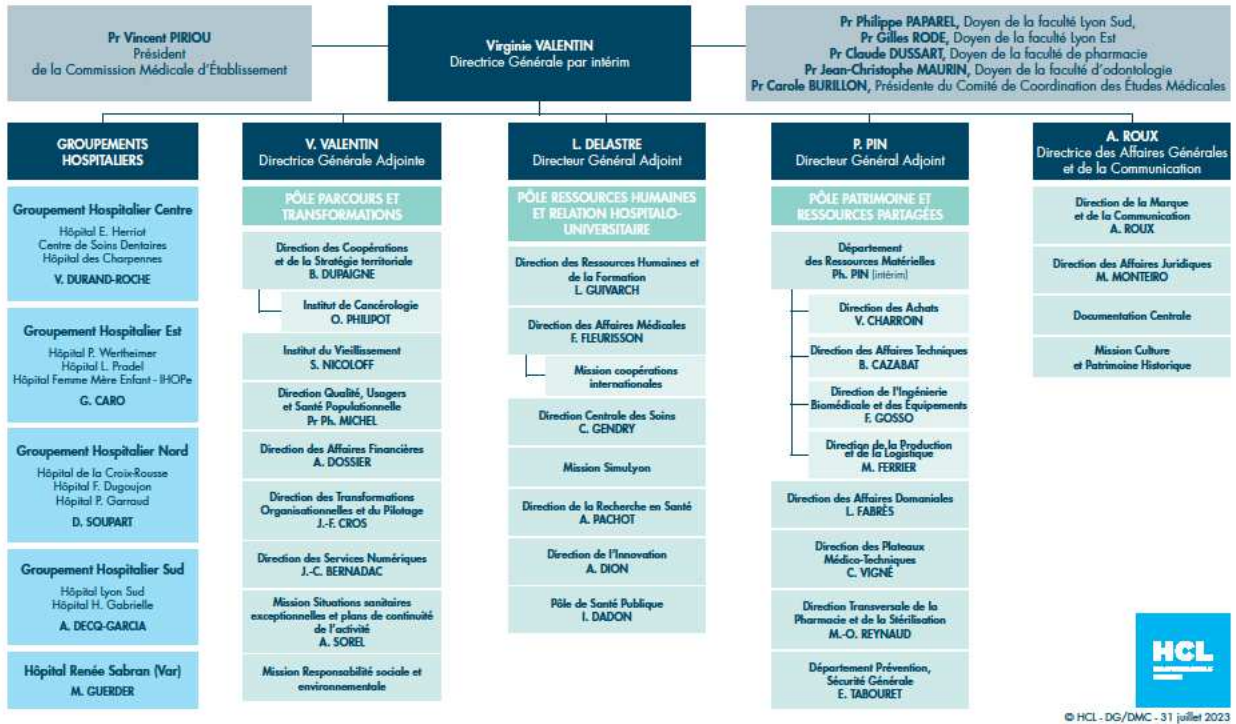 Pr Vincent PIRIOU
Président
de la Commission Médicale d'Établissement
Virginie VALENTIN
Directrice Générale par intérim
Pr Philippe PAPAREL, Doyen de la faculté Lyon Sud,
Pr Gilles RODE, Doyen de la faculté Lyon Est
Pr Claude DUSSART, Doyen de la faculté de pharmacie
Pr Jean-Christophe MAURIN, Doyen de la faculté d'odontologie
Pr Carole BURILLON, Présidente du Comité de Coordination des Études Médicales
GROUPEMENTS
HOSPITALIERS
Groupement Hospitalier Centre
Hôpital E. Herriot
Centre de Soins Dentaires
Hôpital des Charpennes
V. DURAND-ROCHE
Groupement Hospitalier Est
Hôpital P. Wertheimer
Hôpital L. Pradel
Hôpital Femme Mère Enfant - IHOPe
G. CARO
Groupement Hospitalier Nord
Hôpital de la Croix-Rousse
Hôpital F. Dugoujon
Hôpital P. Garraud
D. SOUPART
Groupement Hospitalier Sud
Hôpital Lyon Sud
Hôpital H. Gabrielle
A. DECQ-GARCIA
Hôpital Renée Sabran (Var)
M. GUERDER
V. VALENTIN
Directrice Générale Adjointe
PÔLE PARCOURS ET
TRANSFORMATIONS
Direction des Coopérations
et de la Stratégie territoriale
B. DUPAIGNE
Institut de Cancérologie
O. PHILIPOT
Institut du Vieillissement
S. NICOLOFF
Direction Qualité, Usagers
et Santé Populationnelle
Pr Ph. MICHEL
Direction des Affaires Financières
A. DOSSIER
Direction des Transformations
Organisationnelles et du Pilotage
J.-F. CROS
Direction des Services Numériques
J.-C. BERNADAC
Mission Situations sanitaires
exceptionnelles et plans de continuité
de l'activité
A. SOREL
Mission Responsabilité sociale et
environnementale
L. DELASTRE
Directeur Général Adjoint
PÔLE RESSOURCES HUMAINES
ET RELATION HOSPITALO-
UNIVERSITAIRE
Direction des Ressources Humaines et
de la Formation
L. GUIVARCH
Direction des Affaires Médicales
F. FLEURISSON
Mission coopérations
internationales
Direction Centrale des Soins
C. GENDRY
Mission SimuLyon
Direction de la Recherche en Santé
A. PACHOT
Direction de l'Innovation
A. DION
Pôle de Santé Publique
I. DADON
P. PIN
Directeur Général Adjoint
PÔLE PATRIMOINE ET
RESSOURCES PARTAGÉES
Département
des Ressources Matérielles
Ph. PIN (intérim)
Direction des Achats
V. CHARROIN
Direction des Affaires Techniques
B. CAZABAT
Direction de l'Ingénierie
Biomédicale et des Équipements
F. GOSSO
Direction de la Production
et de la Logistique
M. FERRIER
Direction des Affaires Domaniales
L. FABRÈS
Direction des Plateaux
Médico-Techniques
C. VIGNÉ
Direction Transversale de la
Pharmacie et de la Stérilisation
M.-O. REYNAUD
Département Prévention,
Sécurité Générale
E. TABOURET
A. ROUX
Directrice des Affaires Générales
et de la Communication
Direction de la Marque
et de la Communication
A. ROUX
Direction des Affaires Juridiques
M. MONTEIRO
Documentation Centrale
Mission Culture
et Patrimoine Historique
HCL
© HCL - DG/DMC - 31 juillet 2023